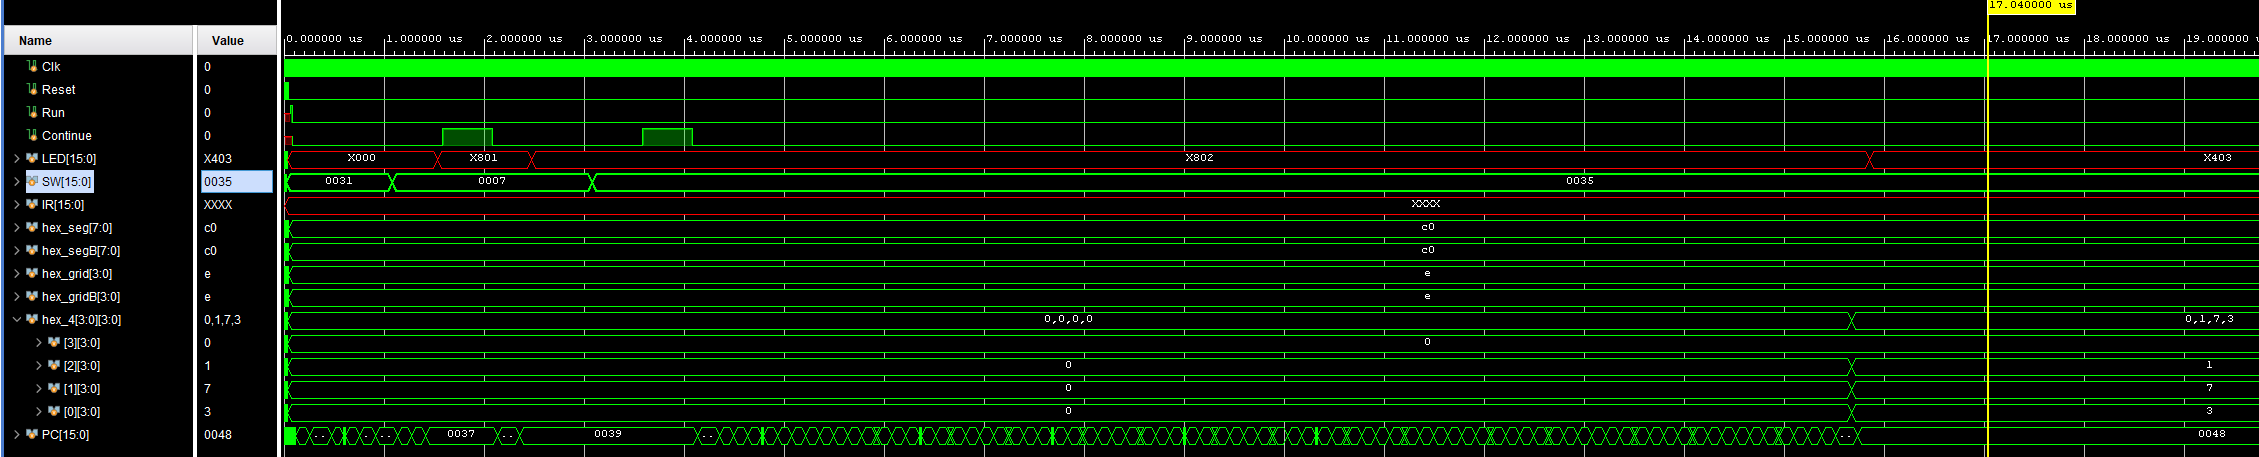 17.040000 us
Name Value 0.000000 us 1.000000 us 2.000000 us 3.000000 us 4.000000 us 5.000000 us 6.000000 us 7.000000 us 8.000000 us 9.000000 us 10.000000 us 11.000000 us 12.000000 us 13.000000 us 14.000000 us 15.000000 us 16.000000 us 17.000000 us 18.000000 us 19.000000
Clk 0
Reset 0
Run 0
Continue 0
LED[15:0] X403 X000 X801 X802 X403
SW[15:0] 0035 0031 0007 0035
IR[15:0] XXXX XXXX
hex_seg[7:0] c0 c0
hex_segB[7:0] c0 c0
hex_grid[3:0] e e
hex_gridB[3:0] e e
hex_4[3:0][3:0] 0,1,7,3 0,0,0,0 0,1,7,3
[3][3:0] 0 0
[2][3:0] 1 0 1
[1][3:0] 7 0 7
[0][3:0] 3 0 3
PC[15:0] 0048 .. .. .. 0037 .. 0039 .. .. 0048